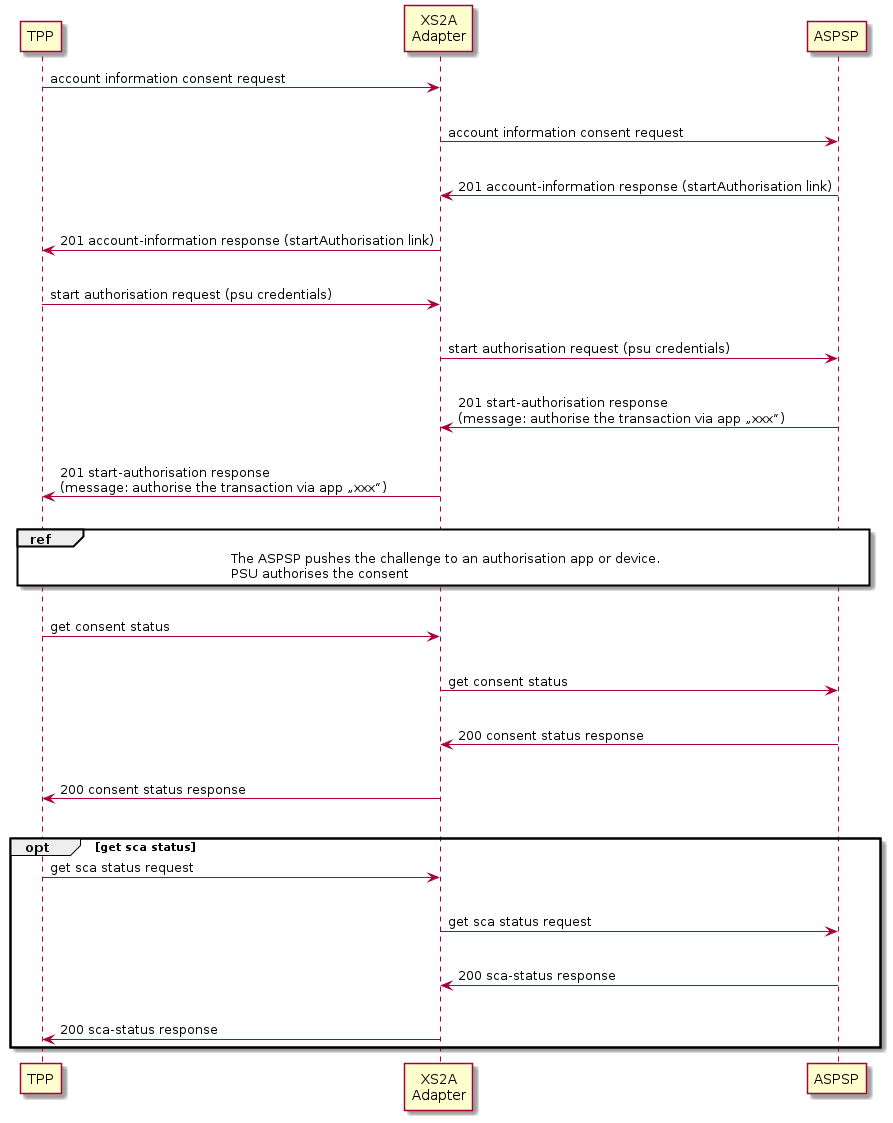 TPP
XS2A
Adapter
ASPSP
account information consent request
account information consent request
201 account-information response (startAuthorisation link)
201 account-information response (startAuthorisation link)
start authorisation request (psu credentials)
start authorisation request (psu credentials)
201 start-authorisation response
(message: authorise the transaction via app „xxx“)
201 start-authorisation response
(message: authorise the transaction via app „xxx“)
ref
The ASPSP pushes the challenge to an authorisation app or device.
PSU authorises the consent
get consent status
get consent status
200 consent status response
200 consent status response
opt [get sca status]
get sca status request
get sca status request
200 sca-status response
200 sca-status response
TPP
XS2A
Adapter
ASPSP